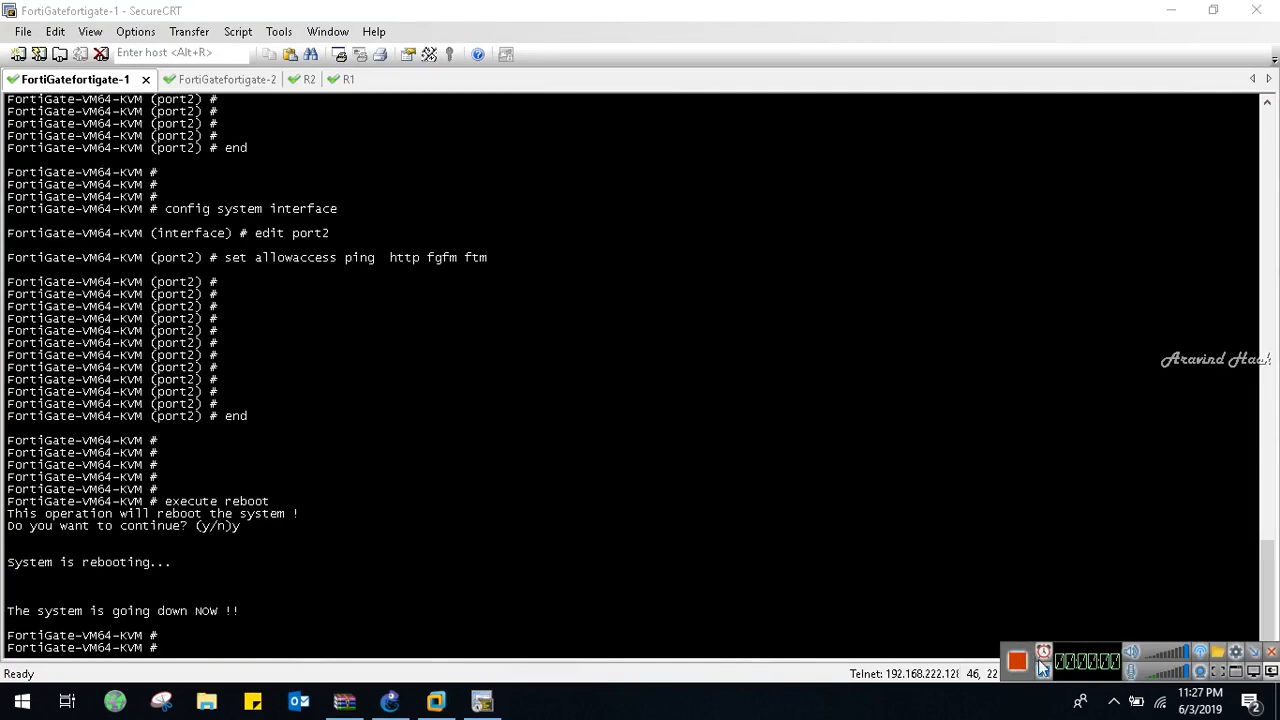 FortiGatefortigate-1 - SecureCRT
File Edit View Options Transfer Script Tools Window Help
Enter host <Alt+R>
FortiGatefortigate-1 FortiGatefortigate-2 R2 R1
FortiGate-VM64-KVM (port2) #
FortiGate-VM64-KVM (port2) #
FortiGate-VM64-KVM (port2) #
FortiGate-VM64-KVM (port2) #
FortiGate-VM64-KVM (port2) # end
FortiGate-VM64-KVM #
FortiGate-VM64-KVM #
FortiGate-VM64-KVM #
FortiGate-VM64-KVM # config system interface
FortiGate-VM64-KVM (interface) # edit port2
FortiGate-VM64-KVM (port2) # set allowaccess ping  http fgfm ftm
FortiGate-VM64-KVM (port2) #
FortiGate-VM64-KVM (port2) #
FortiGate-VM64-KVM (port2) #
FortiGate-VM64-KVM (port2) #
FortiGate-VM64-KVM (port2) #
FortiGate-VM64-KVM (port2) #
FortiGate-VM64-KVM (port2) #
FortiGate-VM64-KVM (port2) #
FortiGate-VM64-KVM (port2) #
FortiGate-VM64-KVM (port2) #
FortiGate-VM64-KVM (port2) #
FortiGate-VM64-KVM (port2) # end
FortiGate-VM64-KVM #
FortiGate-VM64-KVM #
FortiGate-VM64-KVM #
FortiGate-VM64-KVM #
FortiGate-VM64-KVM #
FortiGate-VM64-KVM # execute reboot
This operation will reboot the system !
Do you want to continue? (y/n)y
System is rebooting...
The system is going down NOW !!
FortiGate-VM64-KVM #
FortiGate-VM64-KVM #
Aravind
Ready Telnet: 192.168.222.128 46, 22
11:27 PM
6/3/2019
2